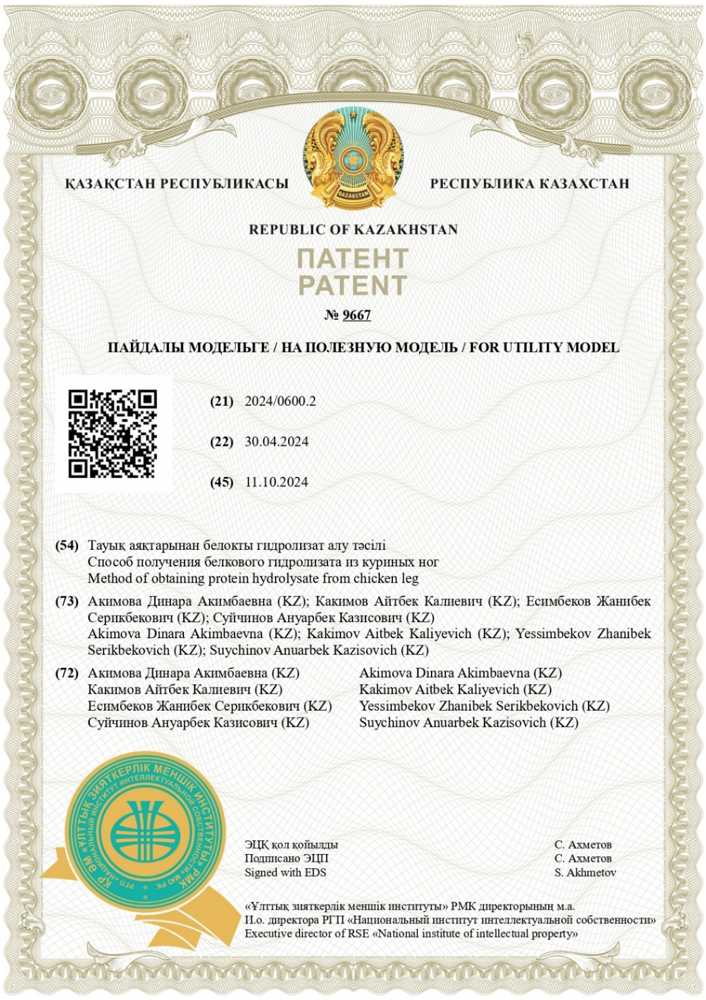 ҚАЗАҚСТАН РЕСПУБЛИКАСЫ
РЕСПУБЛИКА КАЗАХСТАН
QAZAQSTAN
REPUBLIC OF KAZAKHSTAN
ПАТЕНТ
PATENT
№ 9667
ПАЙДАЛЫ МОДЕЛЬГЕ / НА ПОЛЕЗНУЮ МОДЕЛЬ / FOR UTILITY MODEL
(21) 2024/0600.2
(22) 30.04.2024
(45) 11.10.2024
(54) Тауық аяқтарынан белокты гидролизат алу тәсілі
Способ получения белкового гидролизата из куриных ног
Method of obtaining protein hydrolysate from chicken leg
(73) Акимова Динара Акимбаевна (KZ); Какимов Айтбек Калиевич (KZ); Есимбеков Жанибек
Серикбекович (KZ); Суйчинов Ануарбек Казисович (KZ)
Akimova Dinara Akimbaevna (KZ); Kakimov Aitbek Kaliyevich (KZ); Yessimbekov Zhanibek
Serikbekovich (KZ); Suychinov Anuarbek Kazisovich (KZ)
(72) Акимова Динара Акимбаевна (KZ) Akimova Dinara Akimbaevna (KZ)
Какимов Айтбек Калиевич (KZ) Kakimov Aitbek Kaliyevich (KZ)
Есимбеков Жанибек Серикбекович (KZ) Yessimbekov Zhanibek Serikbekovich (KZ)
Суйчинов Ануарбек Казисович (KZ) Suychinov Anuarbek Kazisovich (KZ)
ҚР ӘМ «ҰЛТТЫҚ ЗИЯТКЕРЛІК МЕНШІК ИНСТИТУТЫ» РМК
РГП «НАЦИОНАЛЬНЫЙ ИНСТИТУТ ИНТЕЛЛЕКТУАЛЬНОЙ СОБСТВЕННОСТИ» МЮ РК
ЭЦҚ қол қойылды С. Ахметов
Подписано ЭЦП С. Ахметов
Signed with EDS S. Akhmetov
«Ұлттық зияткерлік меншік институты» РМК директорының м.а.
И.о. директора РГП «Национальный институт интеллектуальной собственности»
Executive director of RSE «National institute of intellectual property»